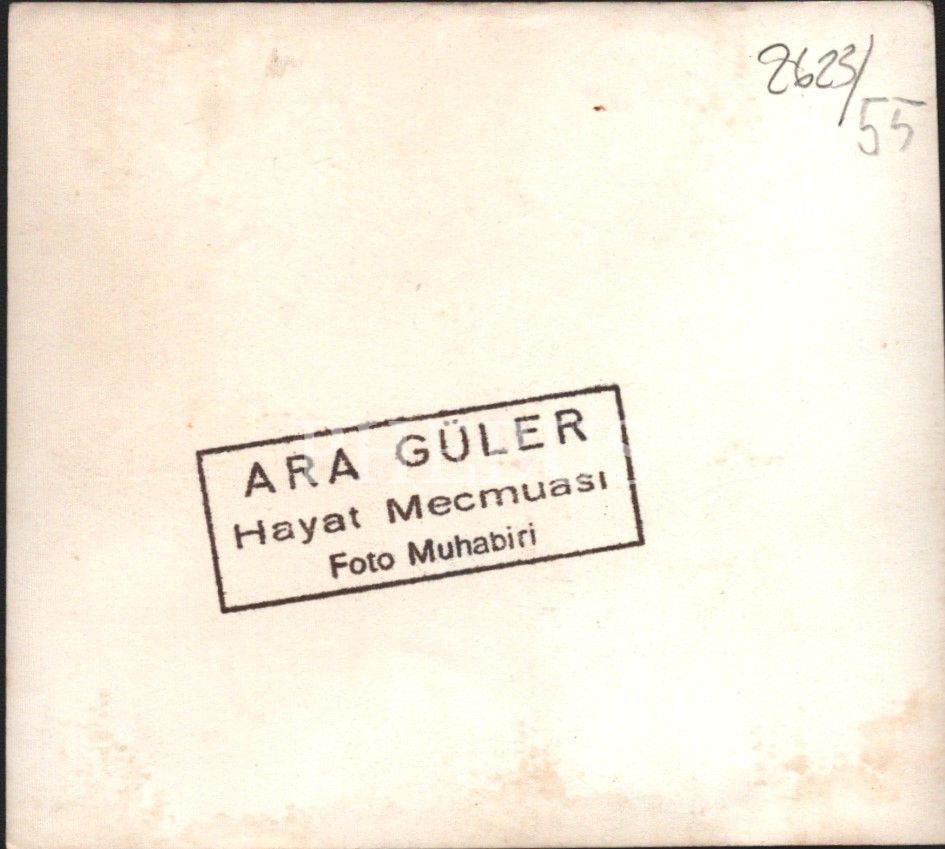 2623/
55
ARA GÜLER
Hayat Mecmuası
Foto Muhabiri